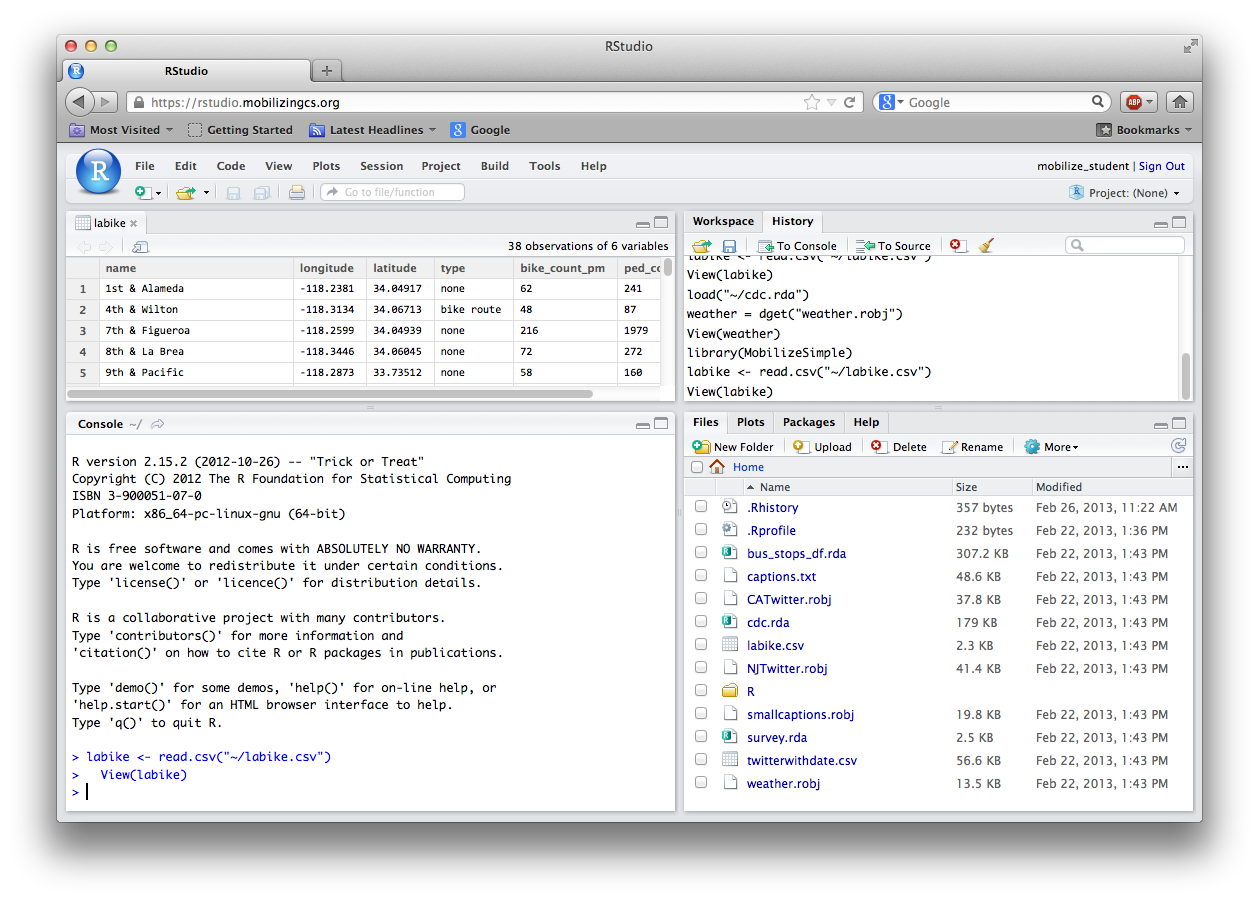 RStudio
RStudio
https://rstudio.mobilizingcs.org
Google
ABP
Most Visited Getting Started Latest Headlines Google Bookmarks
R File Edit Code View Plots Session Project Build Tools Help mobilize_student | Sign Out
Go to file/function Project: (None)
labike
38 observations of 6 variables
name longitude latitude type bike_count_pm ped_cc
1 1st & Alameda -118.2381 34.04917 none 62 241
2 4th & Wilton -118.3134 34.06713 bike route 48 87
3 7th & Figueroa -118.2599 34.04939 none 216 1979
4 8th & La Brea -118.3446 34.06045 none 72 272
5 9th & Pacific -118.2873 33.73512 none 58 160
Workspace History
To Console To Source
labike <- read.csv("~/labike.csv")
View(labike)
load("~/cdc.rda")
weather = dget("weather.robj")
View(weather)
library(MobilizeSimple)
labike <- read.csv("~/labike.csv")
View(labike)
Console ~/
R version 2.15.2 (2012-10-26) -- "Trick or Treat"
Copyright (C) 2012 The R Foundation for Statistical Computing
ISBN 3-900051-07-0
Platform: x86_64-pc-linux-gnu (64-bit)
R is free software and comes with ABSOLUTELY NO WARRANTY.
You are welcome to redistribute it under certain conditions.
Type 'license()' or 'licence()' for distribution details.
R is a collaborative project with many contributors.
Type 'contributors()' for more information and
'citation()' on how to cite R or R packages in publications.
Type 'demo()' for some demos, 'help()' for on-line help, or
'help.start()' for an HTML browser interface to help.
Type 'q()' to quit R.
> labike <- read.csv("~/labike.csv")
>   View(labike)
>
Files Plots Packages Help
New Folder Upload Delete Rename More
Home ...
Name Size Modified
.Rhistory 357 bytes Feb 26, 2013, 11:22 AM
.Rprofile 232 bytes Feb 22, 2013, 1:36 PM
bus_stops_df.rda 307.2 KB Feb 22, 2013, 1:43 PM
captions.txt 48.6 KB Feb 22, 2013, 1:43 PM
CATwitter.robj 37.8 KB Feb 22, 2013, 1:43 PM
cdc.rda 179 KB Feb 22, 2013, 1:43 PM
labike.csv 2.3 KB Feb 22, 2013, 1:43 PM
NJTwitter.robj 41.4 KB Feb 22, 2013, 1:43 PM
R
smallcaptions.robj 19.8 KB Feb 22, 2013, 1:43 PM
survey.rda 2.5 KB Feb 22, 2013, 1:43 PM
twitterwithdate.csv 56.6 KB Feb 22, 2013, 1:43 PM
weather.robj 13.5 KB Feb 22, 2013, 1:43 PM